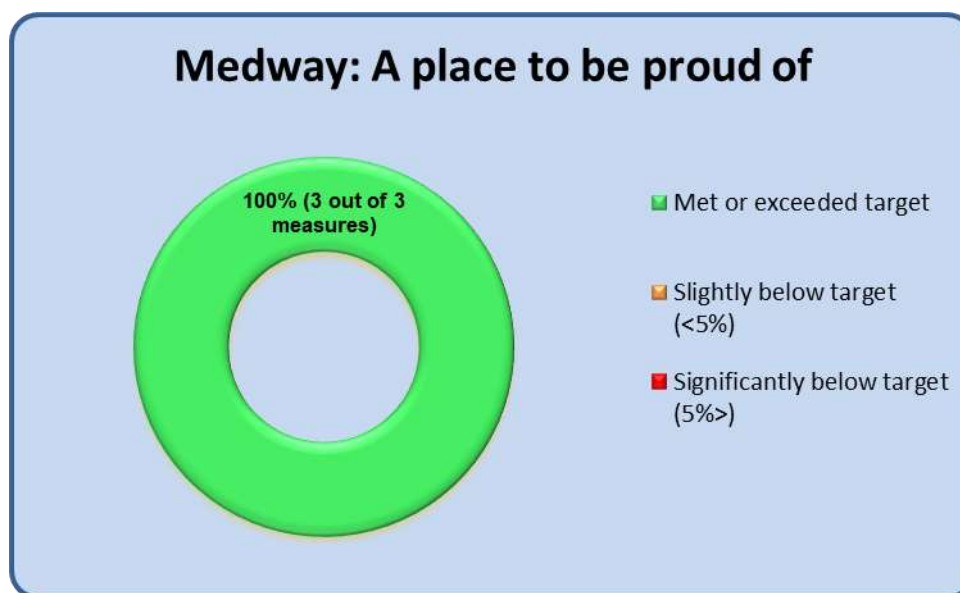 Medway: A place to be proud of
100% (3 out of 3
measures)
Met or exceeded target
Slightly below target
(<5%)
Significantly below target
(5%>)